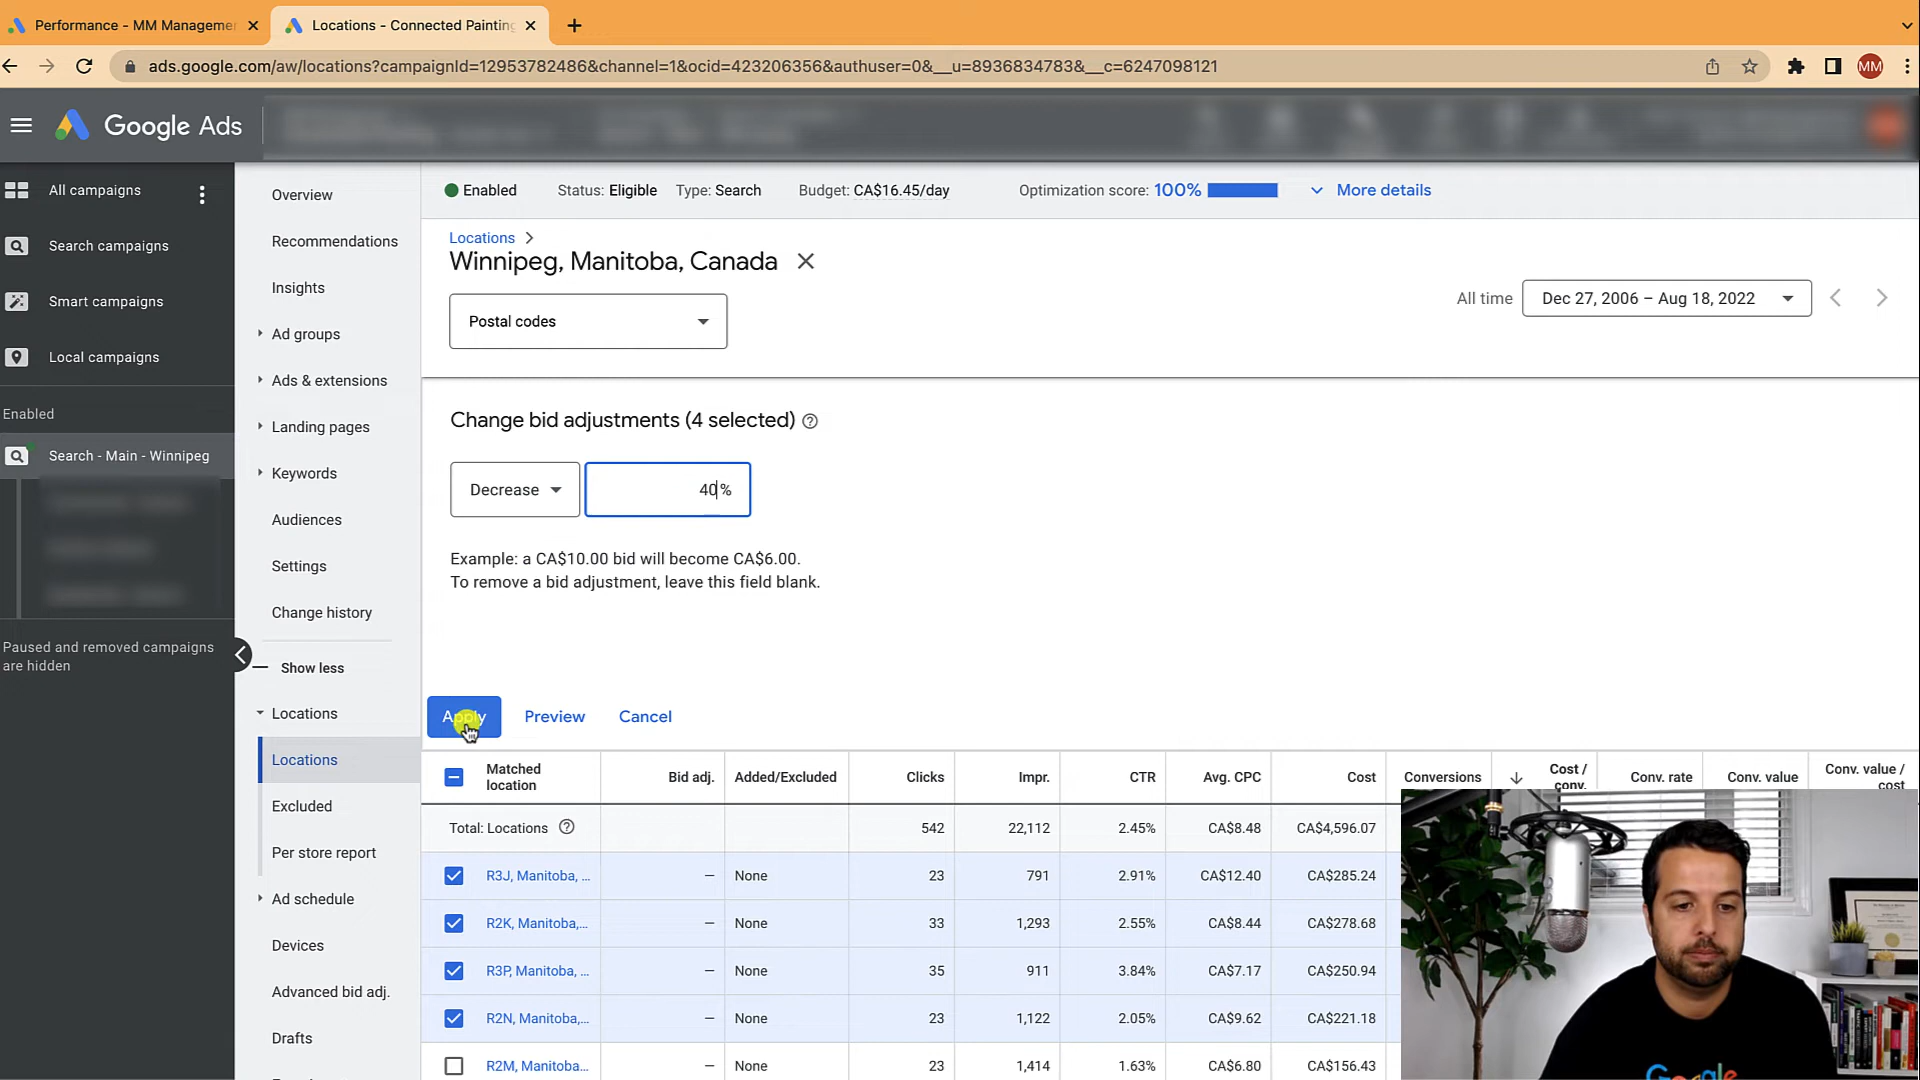 Performance - MM Manageme
Locations - Connected Painting
ads.google.com/aw/locations?campaignId=12953782486&channel=1&ocid=423206356&authuser=0&__u=8936834783&__c=6247098121
MM
Google Ads
All campaigns
Search campaigns
Smart campaigns
Local campaigns
Enabled
Search - Main - Winnipeg
Paused and removed campaigns
are hidden
Overview
Recommendations
Insights
Ad groups
Ads & extensions
Landing pages
Keywords
Audiences
Settings
Change history
Show less
Locations
Locations
Excluded
Per store report
Ad schedule
Devices
Advanced bid adj.
Drafts
Enabled Status: Eligible Type: Search Budget: CA$16.45/day Optimization score: 100% More details
Locations
Winnipeg, Manitoba, Canada
Postal codes
All time Dec 27, 2006 – Aug 18, 2022
Change bid adjustments (4 selected)
Decrease 40%
Example: a CA$10.00 bid will become CA$6.00.
To remove a bid adjustment, leave this field blank.
Apply Preview Cancel
Matched location Bid adj. Added/Excluded Clicks Impr. CTR Avg. CPC Cost Conversions Cost / conv. Conv. rate Conv. value Conv. value / cost
Total: Locations 542 22,112 2.45% CA$8.48 CA$4,596.07
R3J, Manitoba, ... — None 23 791 2.91% CA$12.40 CA$285.24
R2K, Manitoba,... — None 33 1,293 2.55% CA$8.44 CA$278.68
R3P, Manitoba, ... — None 35 911 3.84% CA$7.17 CA$250.94
R2N, Manitoba,... — None 23 1,122 2.05% CA$9.62 CA$221.18
R2M, Manitoba... — None 23 1,414 1.63% CA$6.80 CA$156.43
Google